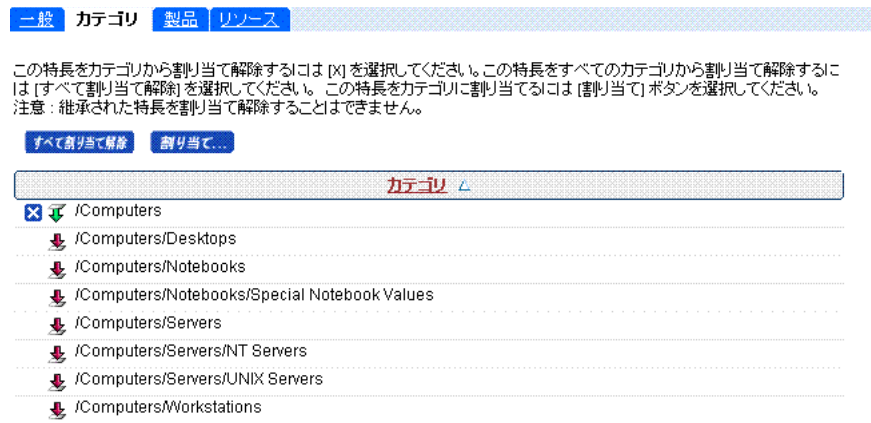 一般 カテゴリ 製品 リソース
この特長をカテゴリから割り当て解除するには [X] を選択してください。この特長をすべてのカテゴリから割り当て解除するに
は [すべて割り当て解除] を選択してください。 この特長をカテゴリに割り当てるには [割り当て] ボタンを選択してください。
注意 : 継承された特長を割り当て解除することはできません。
すべて割り当て解除 割り当て...
カテゴリ
/Computers
/Computers/Desktops
/Computers/Notebooks
/Computers/Notebooks/Special Notebook Values
/Computers/Servers
/Computers/Servers/NT Servers
/Computers/Servers/UNIX Servers
/Computers/Workstations